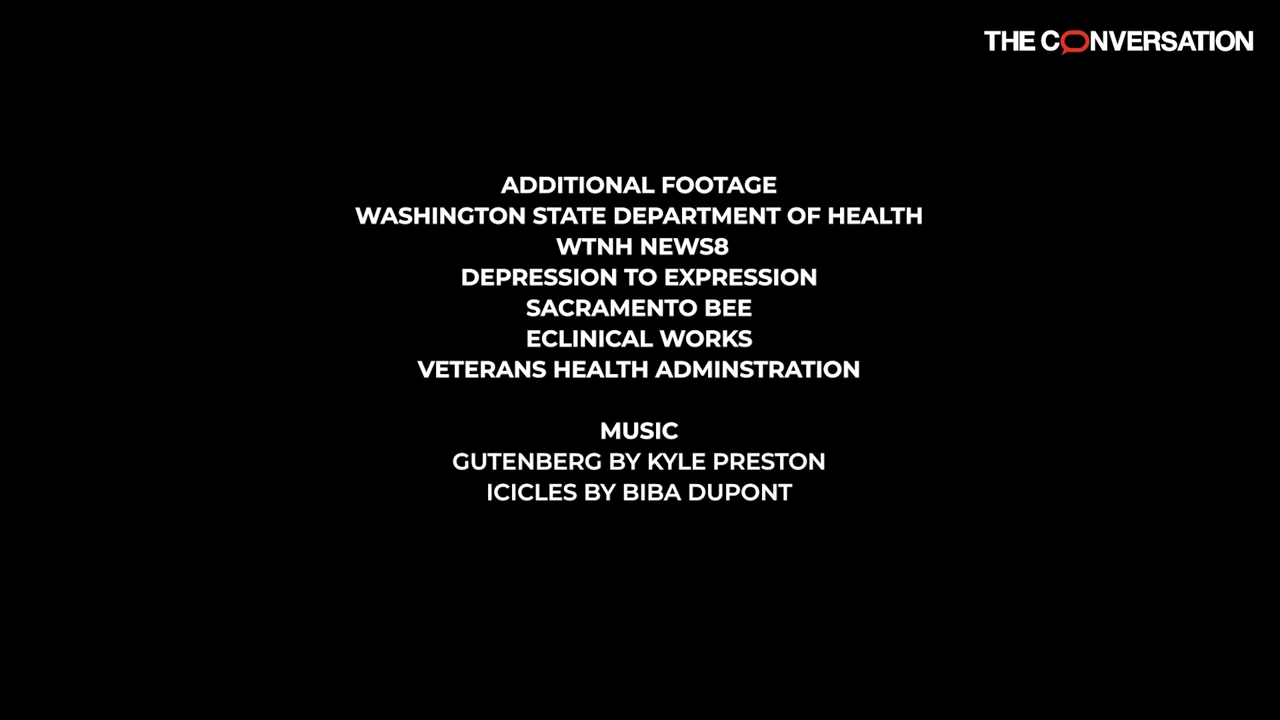 THE CONVERSATION
ADDITIONAL FOOTAGE
WASHINGTON STATE DEPARTMENT OF HEALTH
WTNH NEWS8
DEPRESSION TO EXPRESSION
SACRAMENTO BEE
ECLINICAL WORKS
VETERANS HEALTH ADMINSTRATION
MUSIC
GUTENBERG BY KYLE PRESTON
ICICLES BY BIBA DUPONT